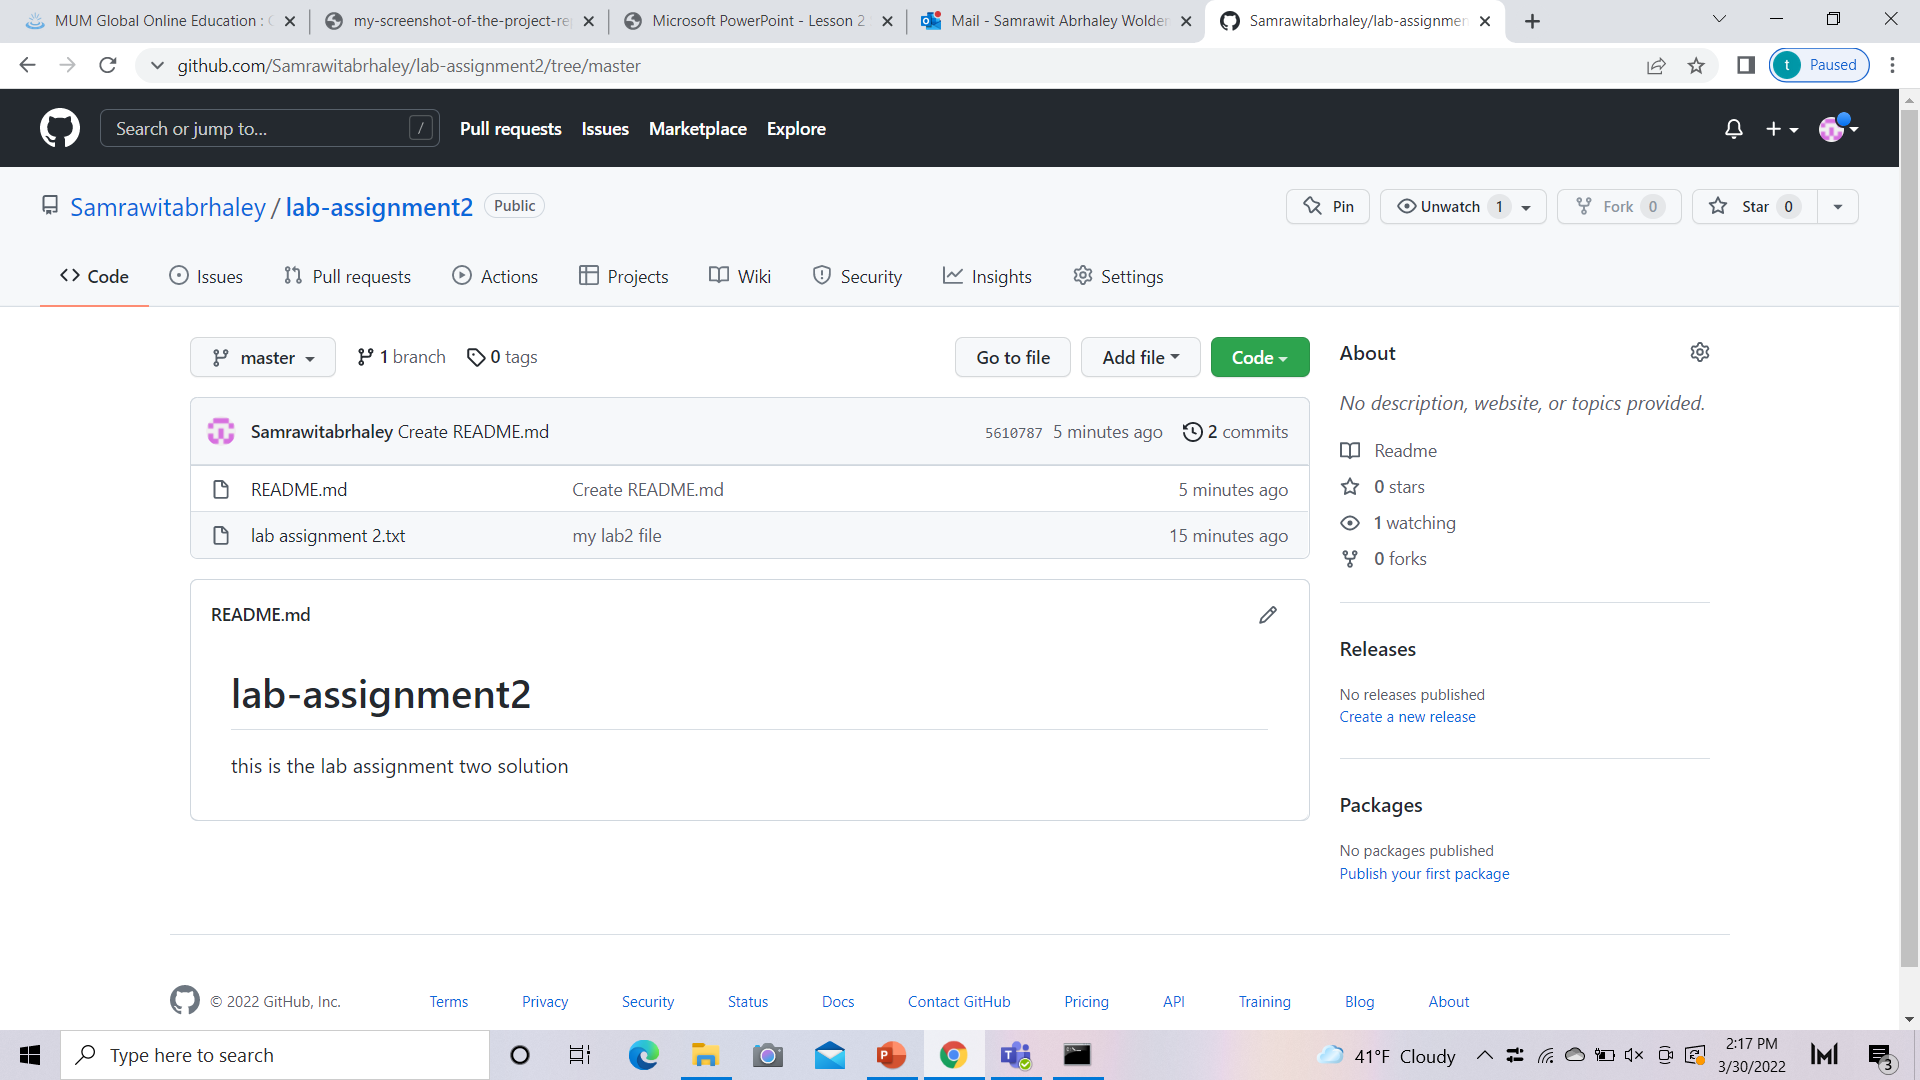 MUM Global Online Education :
my-screenshot-of-the-project-re
Microsoft PowerPoint - Lesson 2
Mail - Samrawit Abrhaley Wolde
Samrawitabrhaley/lab-assignmen
github.com/Samrawitabrhaley/lab-assignment2/tree/master
t Paused
Search or jump to... / Pull requests Issues Marketplace Explore
Samrawitabrhaley / lab-assignment2 Public
Pin Unwatch 1 Fork 0 Star 0
Code Issues Pull requests Actions Projects Wiki Security Insights Settings
master 1 branch 0 tags Go to file Add file Code
Samrawitabrhaley Create README.md 5610787 5 minutes ago 2 commits
README.md Create README.md 5 minutes ago
lab assignment 2.txt my lab2 file 15 minutes ago
README.md
lab-assignment2
this is the lab assignment two solution
About
No description, website, or topics provided.
Readme
0 stars
1 watching
0 forks
Releases
No releases published
Create a new release
Packages
No packages published
Publish your first package
© 2022 GitHub, Inc. Terms Privacy Security Status Docs Contact GitHub Pricing API Training Blog About
Type here to search
41°F Cloudy
2:17 PM
3/30/2022
3